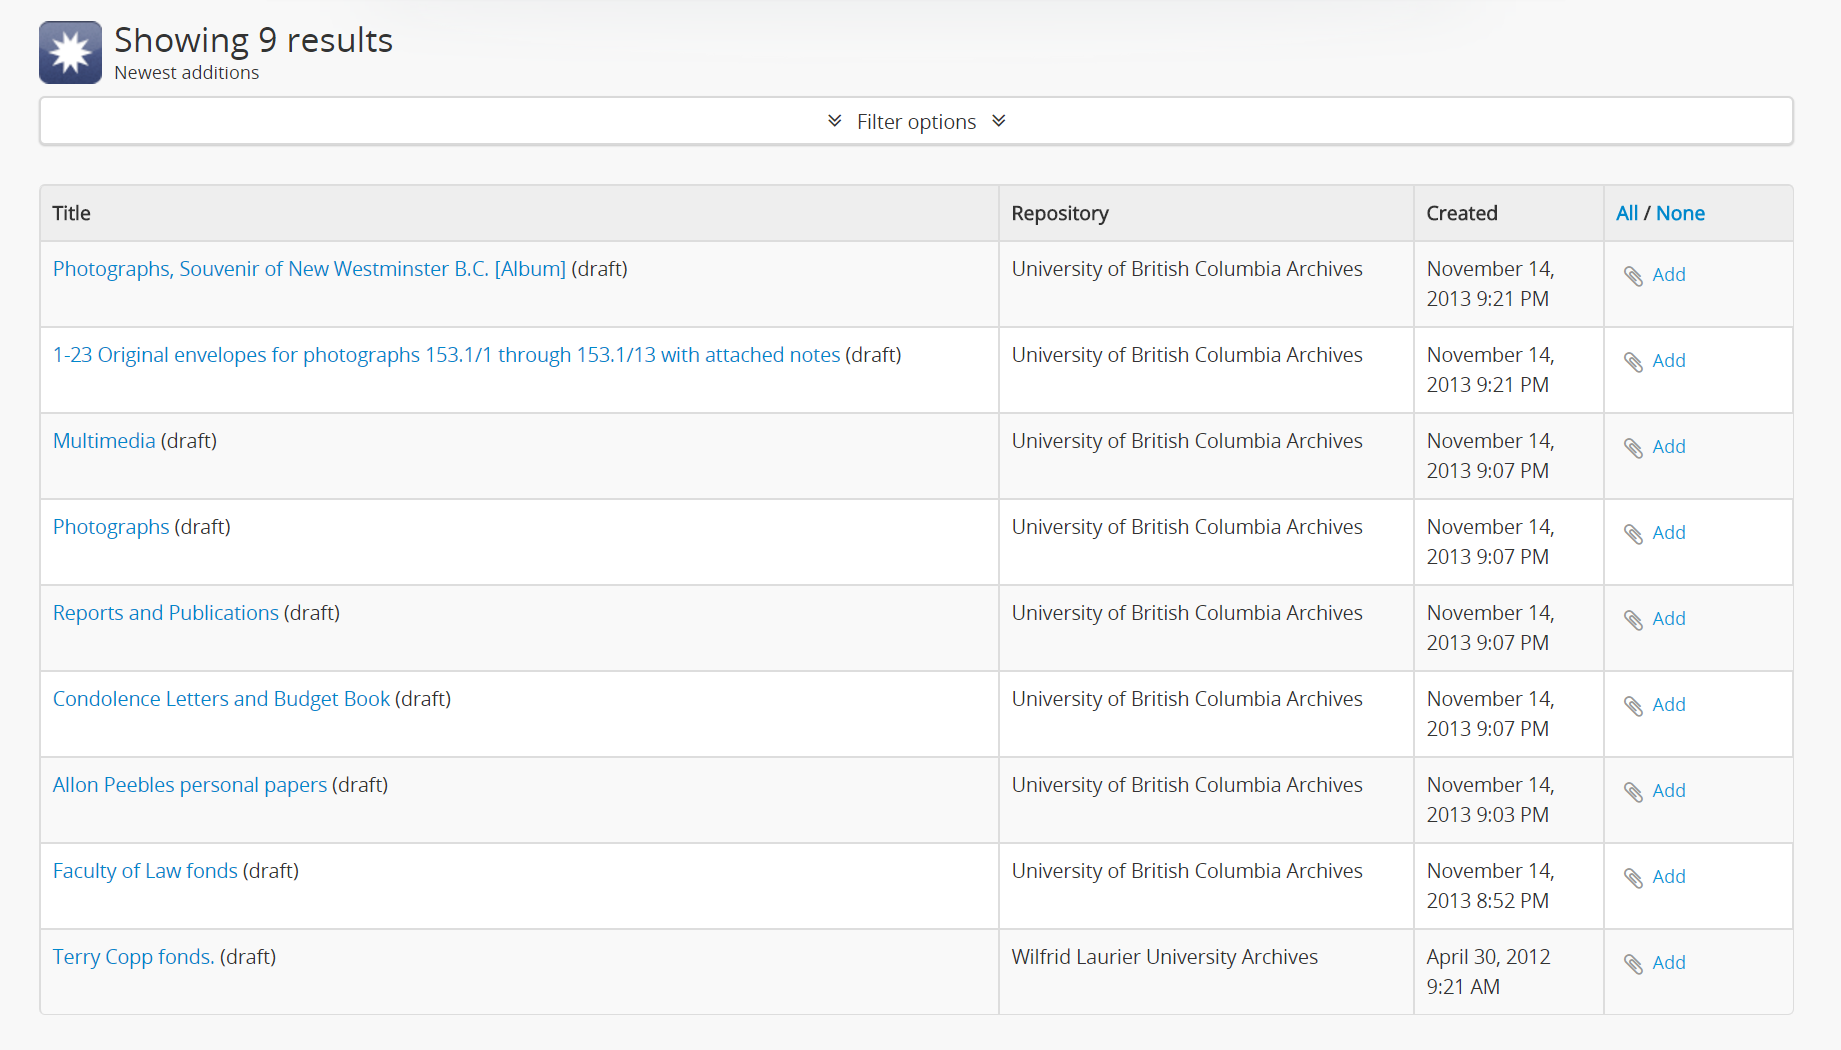 Showing 9 results
Newest additions
Filter options
Title Repository Created All / None
Photographs, Souvenir of New Westminster B.C. [Album] (draft) University of British Columbia Archives November 14, Add
2013 9:21 PM
1-23 Original envelopes for photographs 153.1/1 through 153.1/13 with attached notes (draft) University of British Columbia Archives November 14, Add
2013 9:21 PM
Multimedia (draft) University of British Columbia Archives November 14, Add
2013 9:07 PM
Photographs (draft) University of British Columbia Archives November 14, Add
2013 9:07 PM
Reports and Publications (draft) University of British Columbia Archives November 14, Add
2013 9:07 PM
Condolence Letters and Budget Book (draft) University of British Columbia Archives November 14, Add
2013 9:07 PM
Allon Peebles personal papers (draft) University of British Columbia Archives November 14, Add
2013 9:03 PM
Faculty of Law fonds (draft) University of British Columbia Archives November 14, Add
2013 8:52 PM
Terry Copp fonds. (draft) Wilfrid Laurier University Archives April 30, 2012 Add
9:21 AM